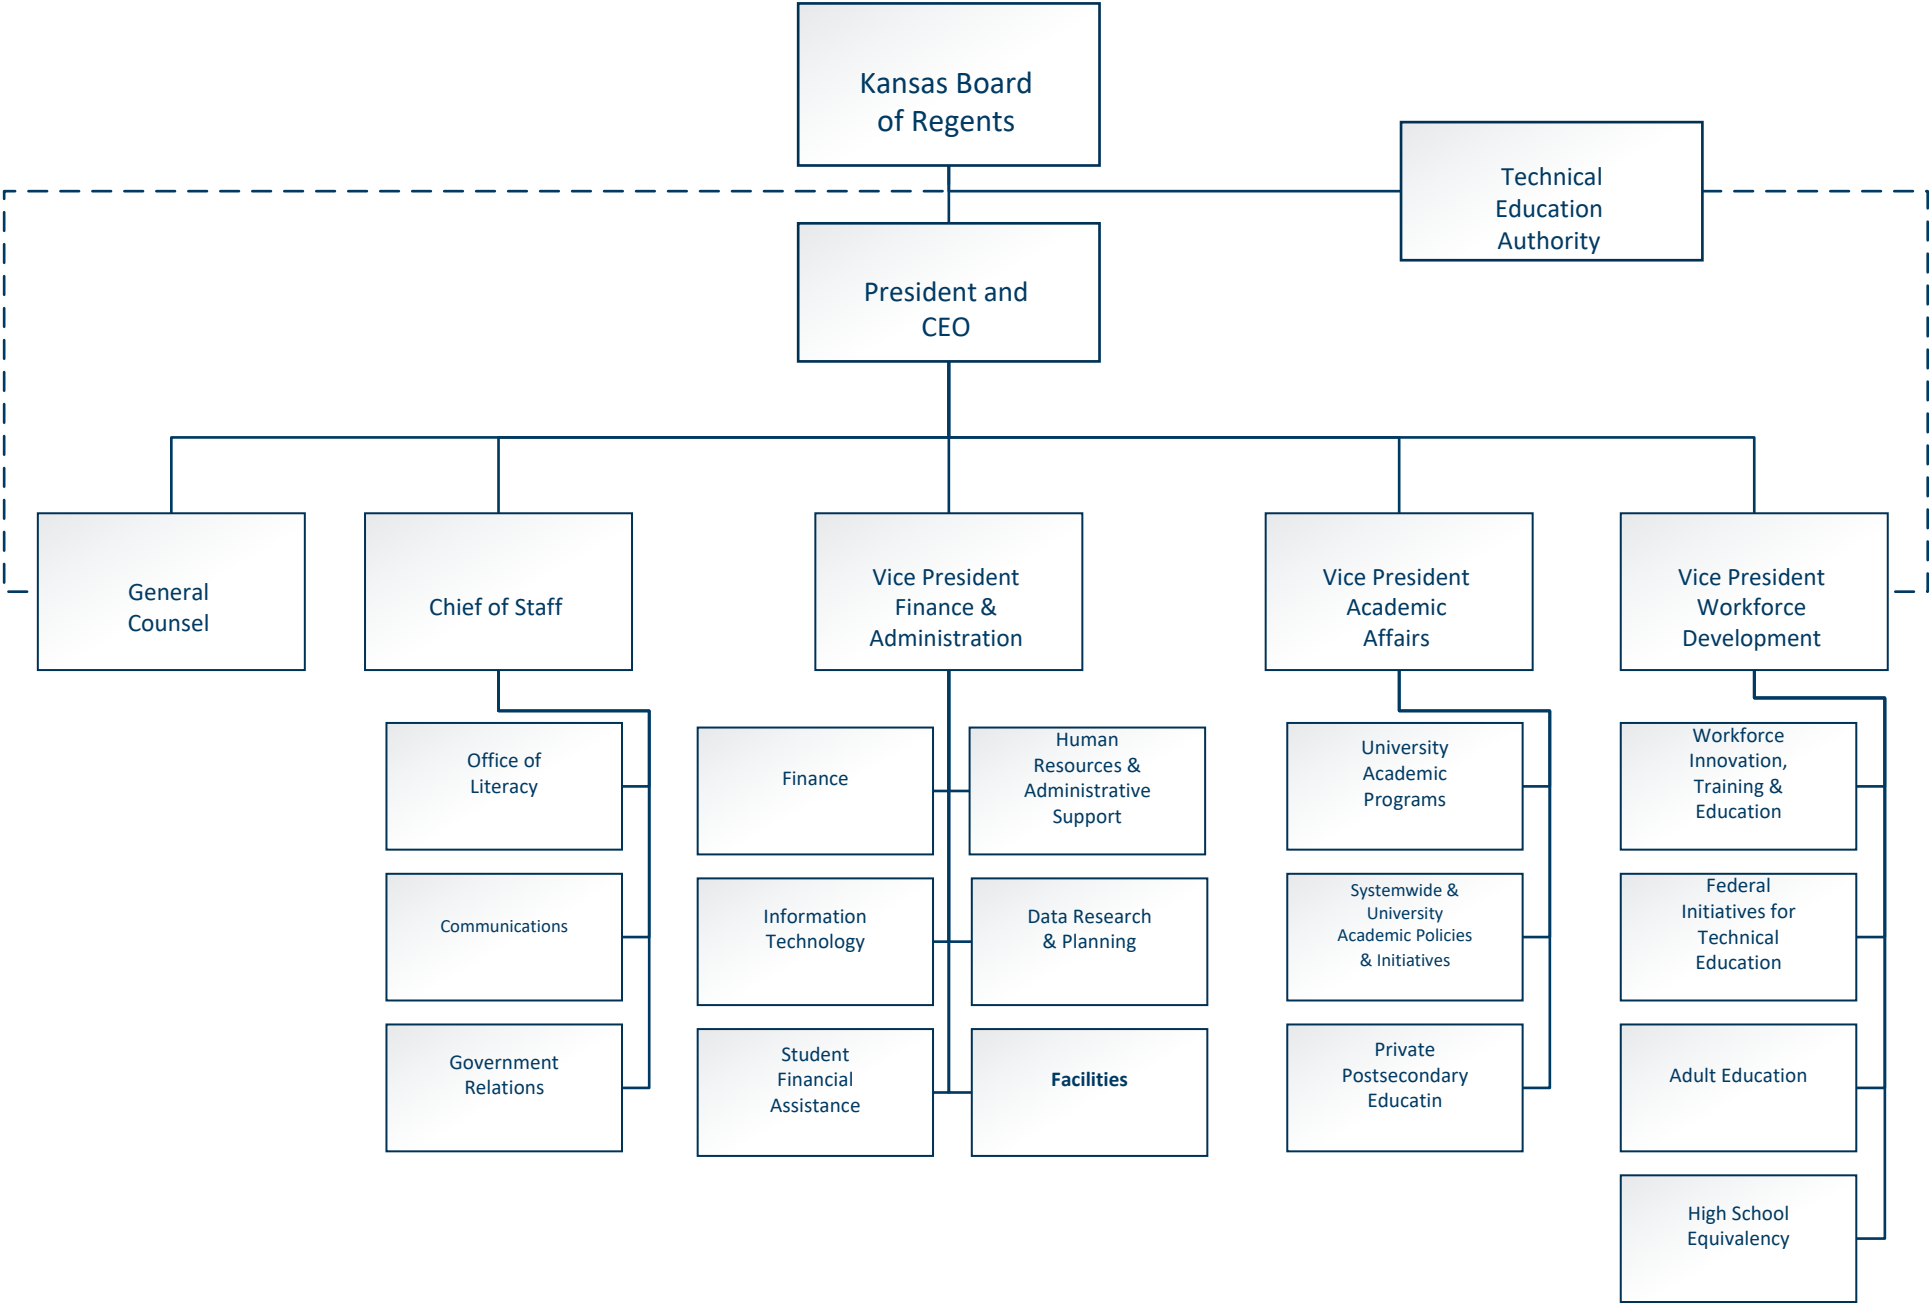 Kansas Board
of Regents
Technical
Education
Authority
President and
CEO
General
Counsel
Chief of Staff
Vice President
Finance &
Administration
Vice President
Academic
Affairs
Vice President
Workforce
Development
Office of
Literacy
Communications
Government
Relations
Finance
Human
Resources &
Administrative
Support
Information
Technology
Data Research
& Planning
Student
Financial
Assistance
Facilities
University
Academic
Programs
Systemwide &
University
Academic Policies
& Initiatives
Private
Postsecondary
Educatin
Workforce
Innovation,
Training &
Education
Federal
Initiatives for
Technical
Education
Adult Education
High School
Equivalency